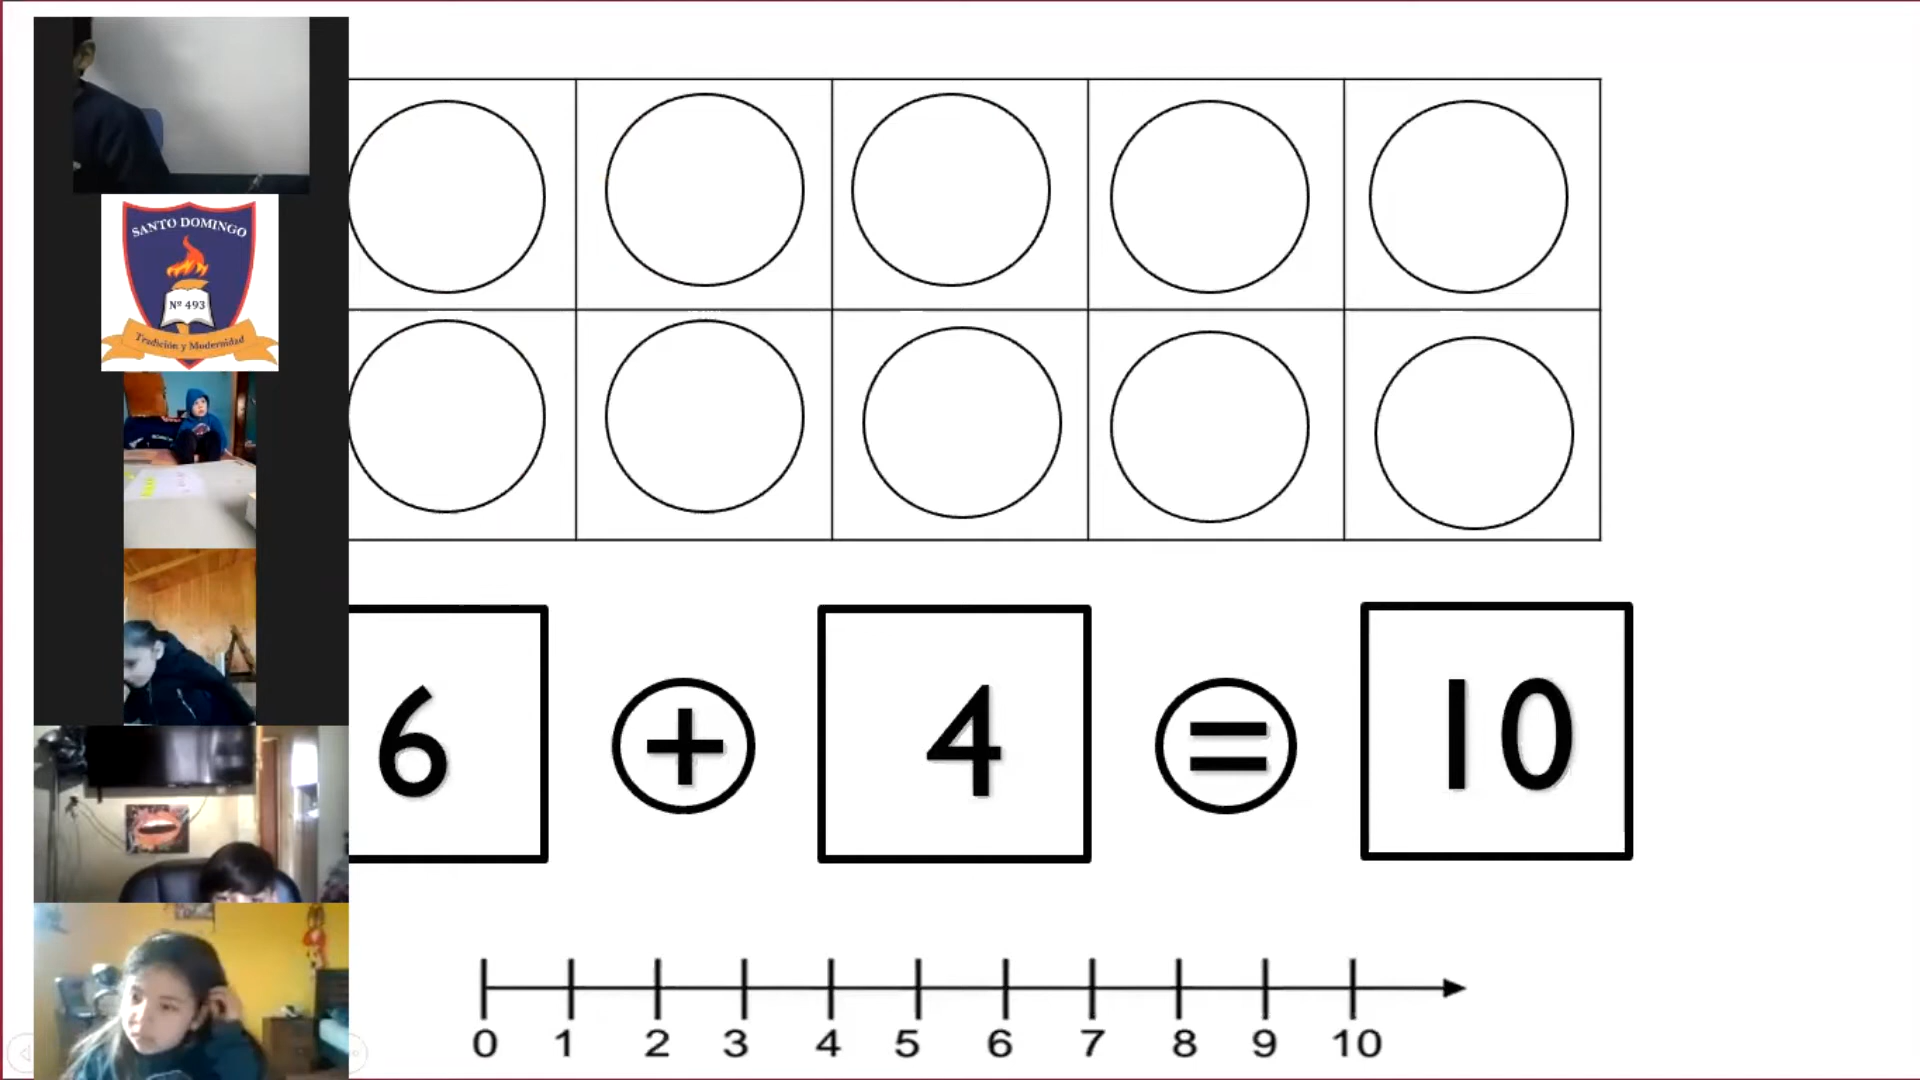 SANTO DOMINGO
Nº 493
Tradición y Modernidad
6 + 4 = 10
0 1 2 3 4 5 6 7 8 9 10